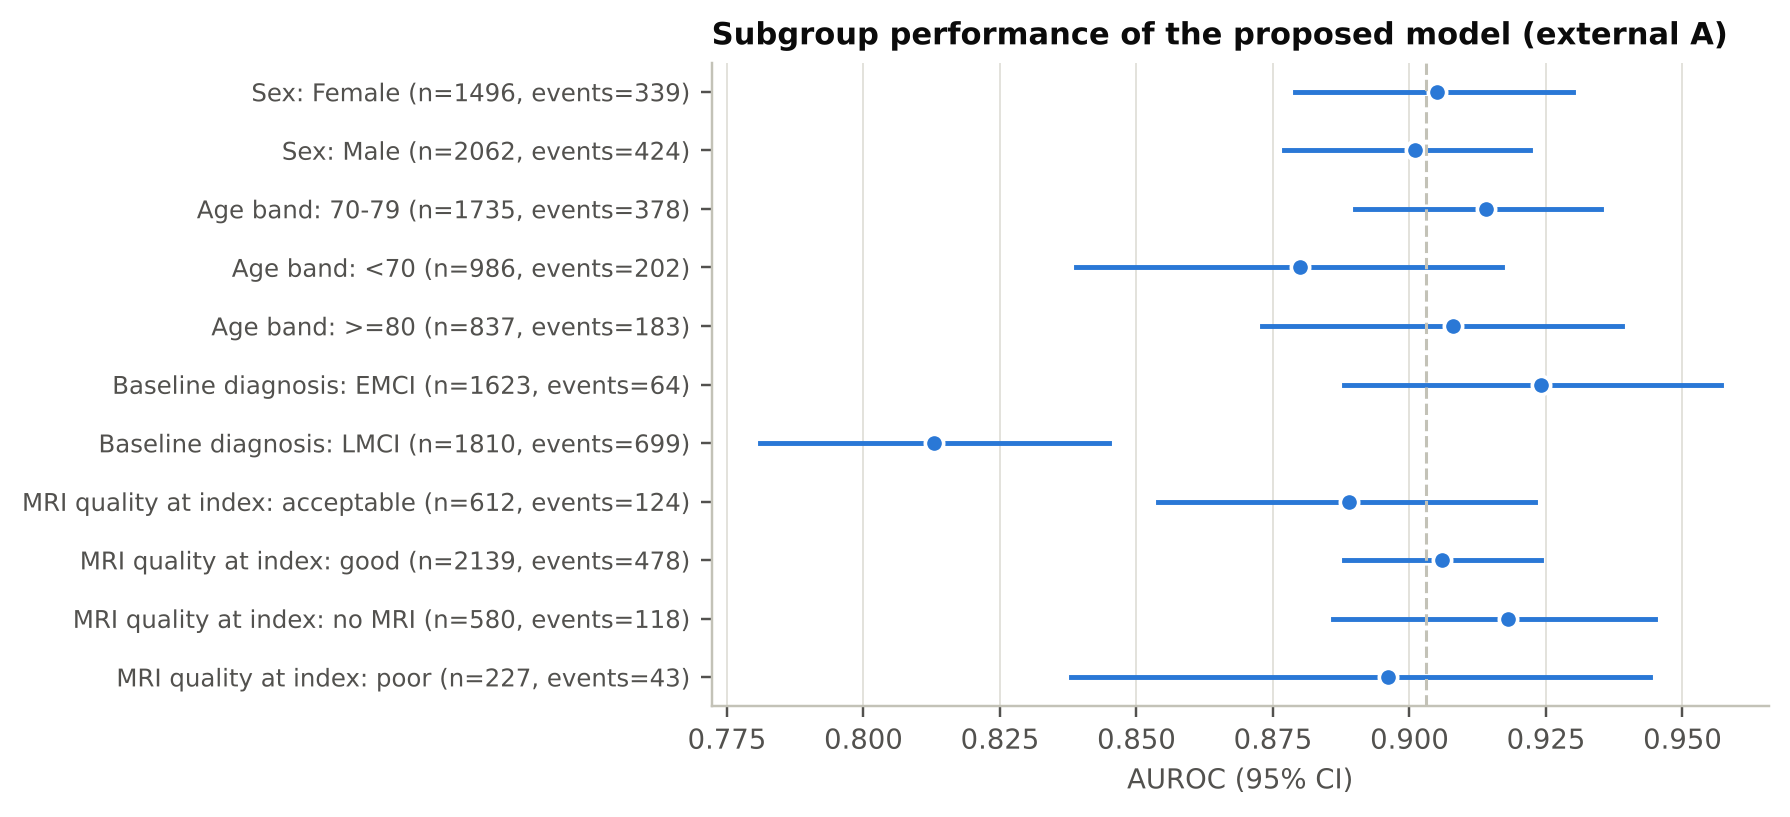 Subgroup performance of the proposed model (external A)
Sex: Female (n=1496, events=339)
Sex: Male (n=2062, events=424)
Age band: 70-79 (n=1735, events=378)
Age band: <70 (n=986, events=202)
Age band: >=80 (n=837, events=183)
Baseline diagnosis: EMCI (n=1623, events=64)
Baseline diagnosis: LMCI (n=1810, events=699)
MRI quality at index: acceptable (n=612, events=124)
MRI quality at index: good (n=2139, events=478)
MRI quality at index: no MRI (n=580, events=118)
MRI quality at index: poor (n=227, events=43)
0.775 0.800 0.825 0.850 0.875 0.900 0.925 0.950
AUROC (95% CI)